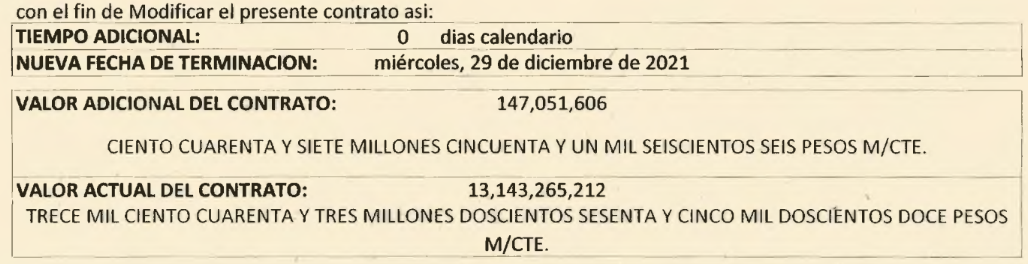 con el fin de Modificar el presente contrato asi:
TIEMPO ADICIONAL: 0 dias calendario
NUEVA FECHA DE TERMINACION: miércoles, 29 de diciembre de 2021
VALOR ADICIONAL DEL CONTRATO: 147,051,606
CIENTO CUARENTA Y SIETE MILLONES CINCUENTA Y UN MIL SEISCIENTOS SEIS PESOS M/CTE.
VALOR ACTUAL DEL CONTRATO: 13,143,265,212
TRECE MIL CIENTO CUARENTA Y TRES MILLONES DOSCIENTOS SESENTA Y CINCO MIL DOSCIENTOS DOCE PESOS
M/CTE.